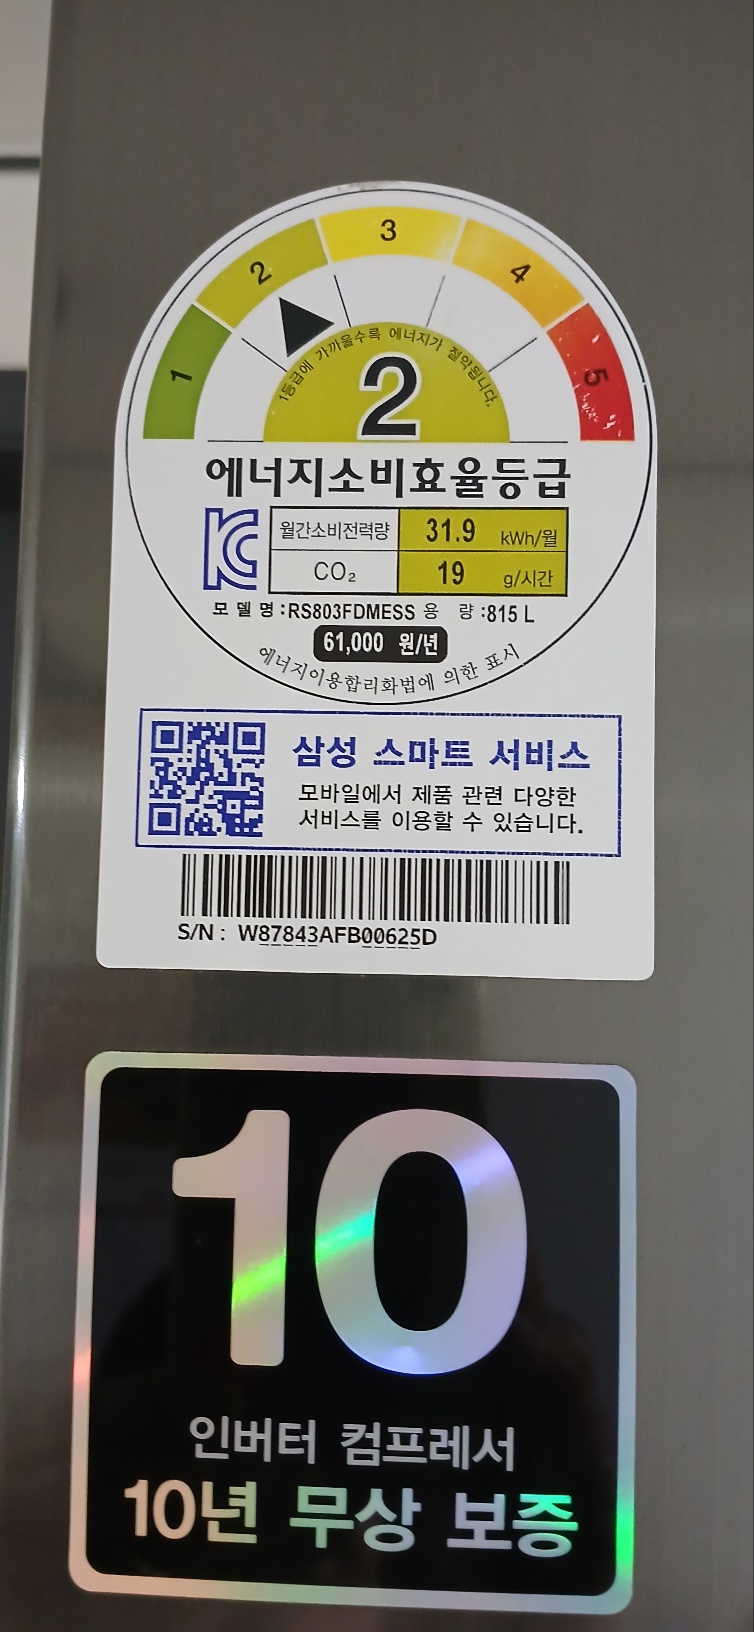 1
2
3
4
5
1등급에 가까울수록 에너지가 절약됩니다.
2
에너지소비효율등급
월간소비전력량 31.9 kWh/월
CO₂ 19 g/시간
모 델 명 : RS803FDMESS 용 량 : 815 L
61,000 원/년
에너지이용합리화법에 의한 표시
삼성 스마트 서비스
모바일에서 제품 관련 다양한
서비스를 이용할 수 있습니다.
S/N : W87843AFB00625D
10
인버터 컴프레서
10년 무상 보증